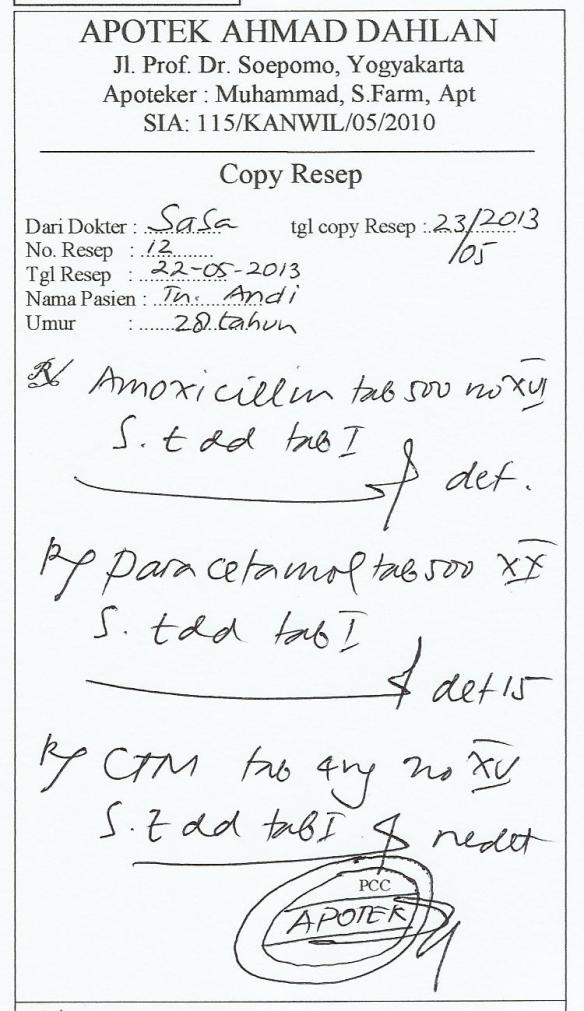 APOTEK AHMAD DAHLAN
Jl. Prof. Dr. Soepomo, Yogyakarta
Apoteker : Muhammad, S.Farm, Apt
SIA: 115/KANWIL/05/2010
Copy Resep
Dari Dokter : Sasa tgl copy Resep : 23/05/2013
No. Resep : 12
Tgl Resep : 22-05-2013
Nama Pasien : Tn. Andi
Umur : 28 tahun
R/ Amoxicillin tab 500 no XVI
S. t dd tab I
det.
R/ paracetamol tab 500 XX
S. tdd tab I
det 15
R/ CTM tab 4mg no XV
S. t dd tab I nedet
PCC
APOTEK